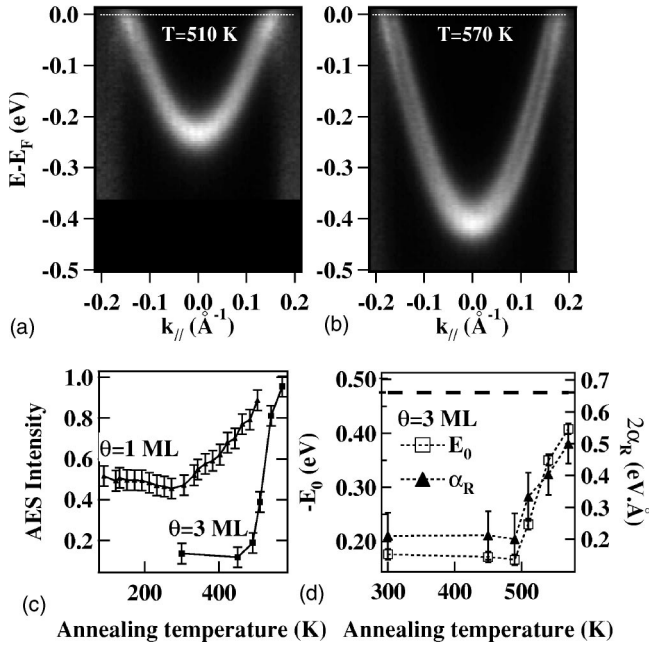 T=510 K
T=570 K
E-E_F (eV)
0.0
-0.1
-0.2
-0.3
-0.4
-0.5
0.0
-0.1
-0.2
-0.3
-0.4
-0.5
-0.2 -0.1 0.0 0.1 0.2
-0.2 -0.1 0.0 0.1 0.2
(a) k_// (Å⁻¹)
(b) k_// (Å⁻¹)
AES Intensity
1.0
0.8
0.6
0.4
0.2
θ=1 ML
θ=3 ML
200 400
(c) Annealing temperature (K)
-E₀ (eV)
0.50
0.40
0.30
0.20
θ=3 ML
E₀
α_R
0.7
0.6
0.5
0.4
0.3
0.2
2α_R (eV.Å)
300 400 500
(d) Annealing temperature (K)